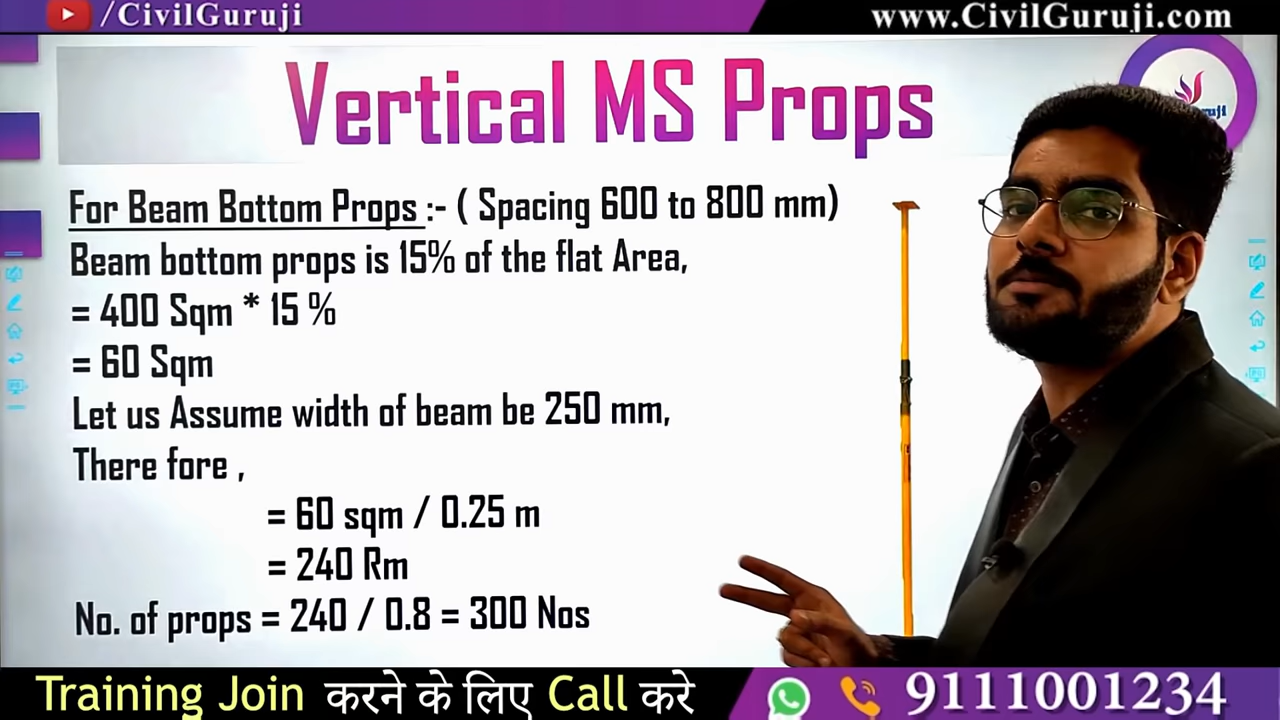 /CivilGuruji
www.CivilGuruji.com
Vertical MS Props
For Beam Bottom Props :- ( Spacing 600 to 800 mm)
Beam bottom props is 15% of the flat Area,
= 400 Sqm * 15 %
= 60 Sqm
Let us Assume width of beam be 250 mm,
There fore ,
= 60 sqm / 0.25 m
= 240 Rm
No. of props = 240 / 0.8 = 300 Nos
Training Join करने के लिए Call करे
9111001234